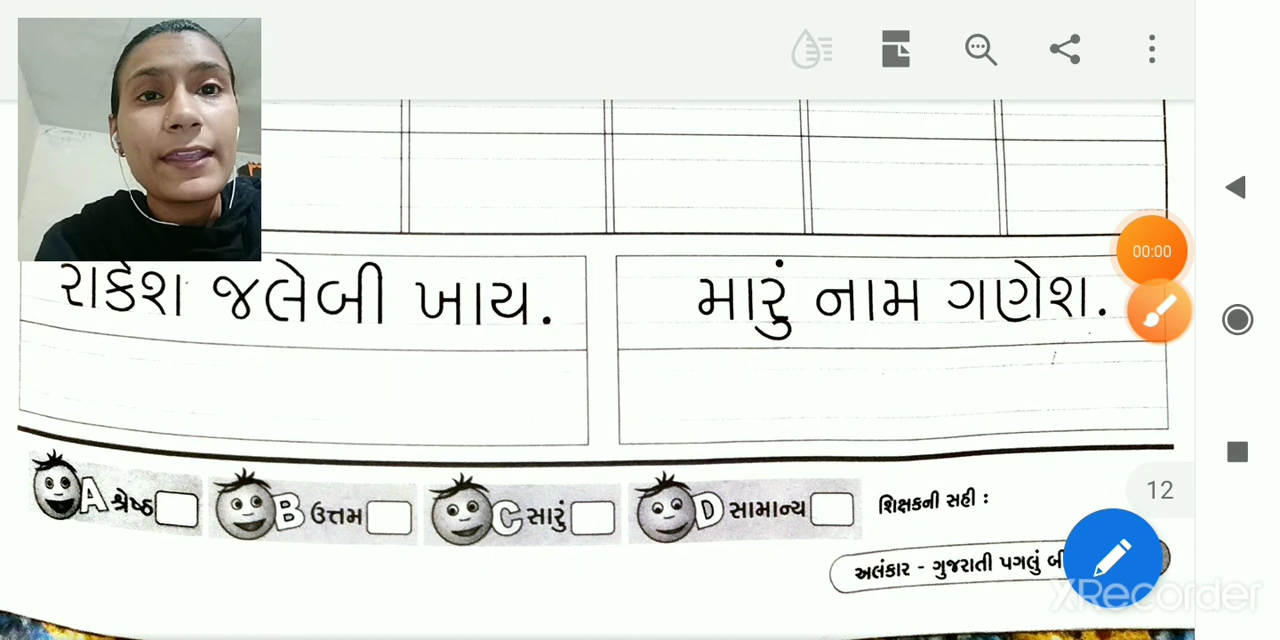 00:00
રાકેશ જલેબી ખાય.
મારું નામ ગણેશ.
A શ્રેષ્ઠ
B ઉત્તમ
C સારું
D સામાન્ય
શિક્ષકની સહી :
12
અલંકાર - ગુજરાતી પગલું
XRecorder